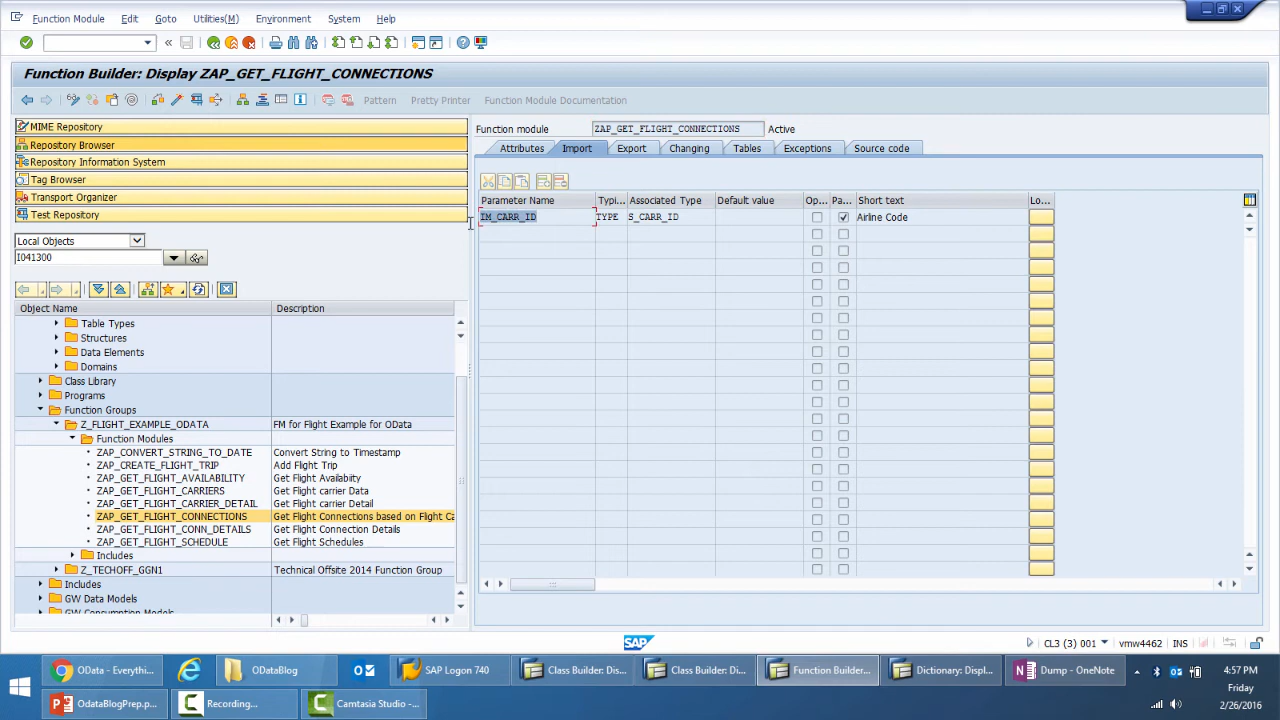 Function Module Edit Goto Utilities(M) Environment System Help
Function Builder: Display ZAP_GET_FLIGHT_CONNECTIONS
Pattern Pretty Printer Function Module Documentation
MIME Repository
Repository Browser
Repository Information System
Tag Browser
Transport Organizer
Test Repository
Local Objects
I041300
Object Name Description
Table Types
Structures
Data Elements
Domains
Class Library
Programs
Function Groups
Z_FLIGHT_EXAMPLE_ODATA FM for Flight Example for OData
Function Modules
ZAP_CONVERT_STRING_TO_DATE Convert String to Timestamp
ZAP_CREATE_FLIGHT_TRIP Add Flight Trip
ZAP_GET_FLIGHT_AVAILABILITY Get Flight Availabity
ZAP_GET_FLIGHT_CARRIERS Get Flight carrier Data
ZAP_GET_FLIGHT_CARRIER_DETAIL Get Flight carrier Detail
ZAP_GET_FLIGHT_CONNECTIONS Get Flight Connections based on Flight Ca
ZAP_GET_FLIGHT_CONN_DETAILS Get Flight Connection Details
ZAP_GET_FLIGHT_SCHEDULE Get Flight Schedules
Includes
Z_TECHOFF_GGN1 Technical Offsite 2014 Function Group
Includes
GW Data Models
GW Consumption Models
Function module ZAP_GET_FLIGHT_CONNECTIONS Active
Attributes Import Export Changing Tables Exceptions Source code
Parameter Name Typi... Associated Type Default value Op... Pa... Short text Lo...
IM_CARR_ID TYPE S_CARR_ID Airline Code
SAP
CL3 (3) 001 vmw4462 INS
OData - Everythi... ODataBlog SAP Logon 740 Class Builder: Disp... Class Builder: Di... Function Builder... Dictionary: Displ... Dump - OneNote
OdataBlogPrep.p... Recording... Camtasia Studio -...
4:57 PM
Friday
2/26/2016